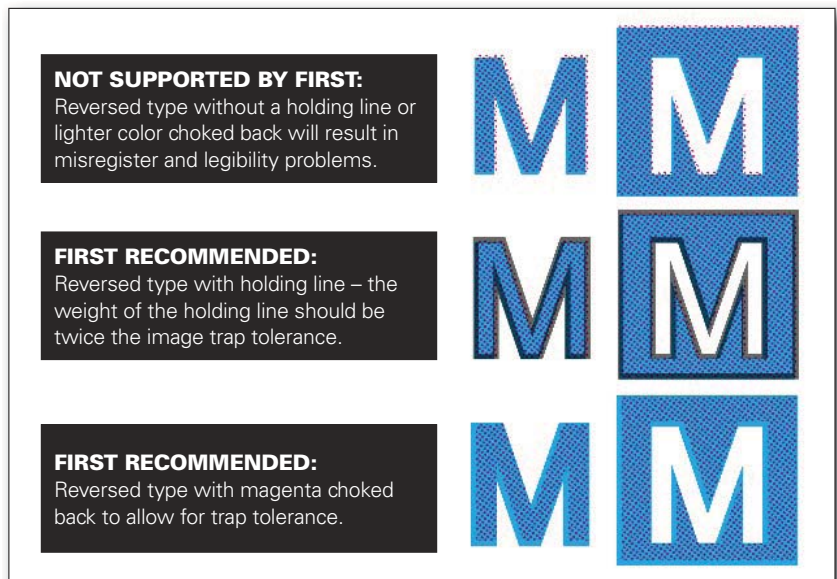 NOT SUPPORTED BY FIRST:
Reversed type without a holding line or
lighter color choked back will result in
misregister and legibility problems.
M M
FIRST RECOMMENDED:
Reversed type with holding line – the
weight of the holding line should be
twice the image trap tolerance.
M M
FIRST RECOMMENDED:
Reversed type with magenta choked
back to allow for trap tolerance.
M M